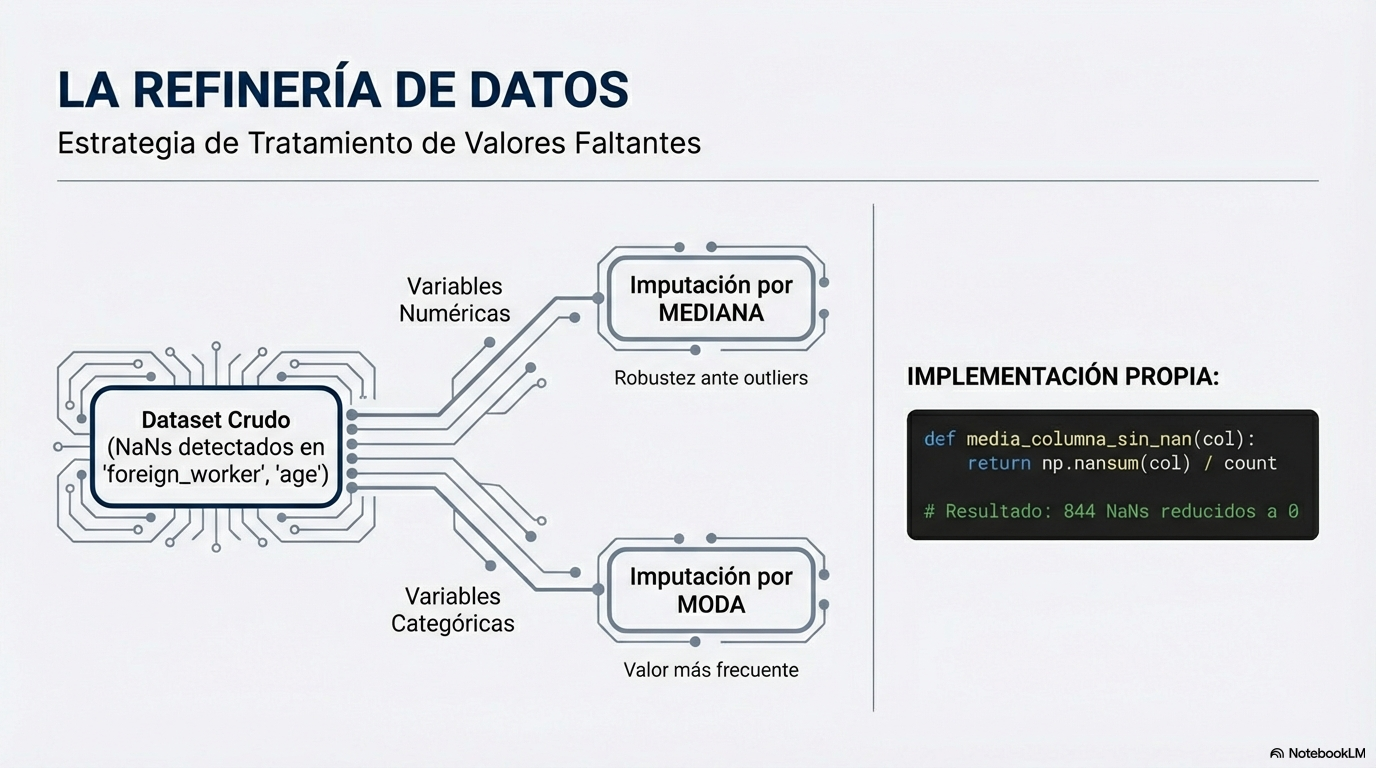 LA REFINERÍA DE DATOS
Estrategia de Tratamiento de Valores Faltantes
Variables
Numéricas
Imputación por
MEDIANA
Robustez ante outliers
Dataset Crudo
(NaNs detectados en
'foreign_worker', 'age')
Variables
Categóricas
Imputación por
MODA
Valor más frecuente
IMPLEMENTACIÓN PROPIA:
def media_columna_sin_nan(col):
    return np.nansum(col) / count
# Resultado: 844 NaNs reducidos a 0
NotebookLM